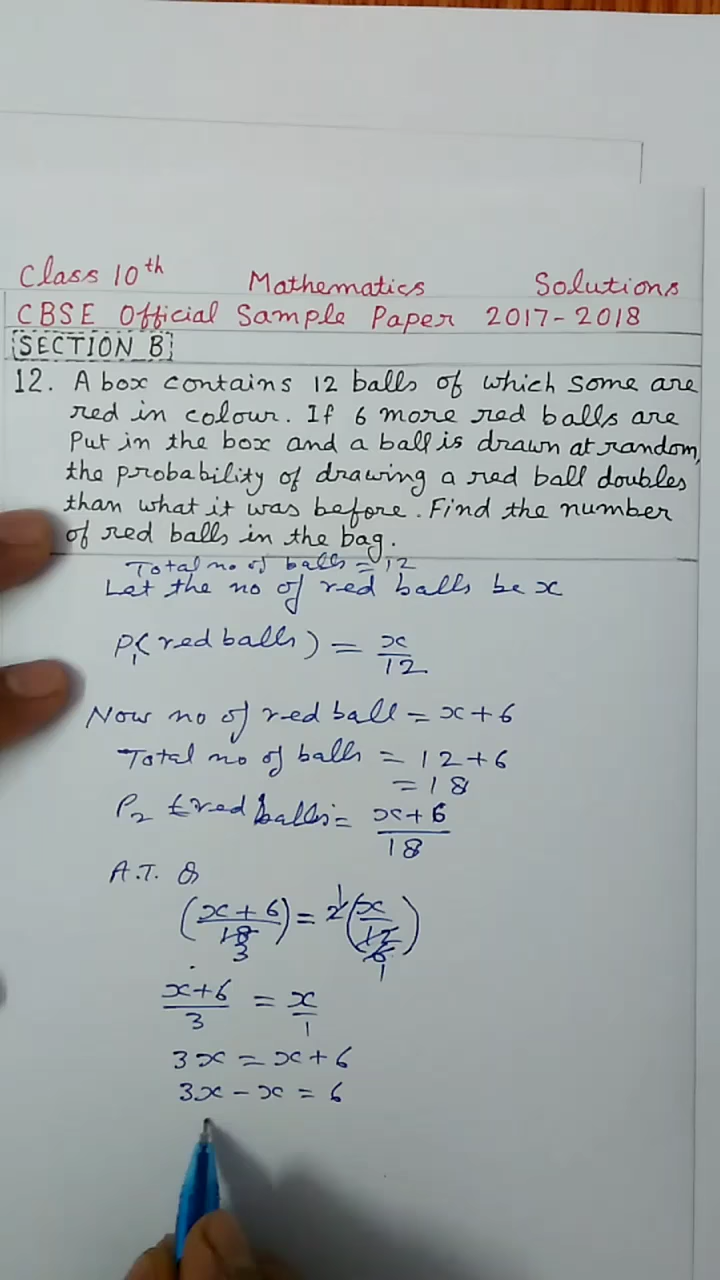 Class 10th Mathematics Solutions
CBSE Official Sample Paper 2017-2018
SECTION B
12. A box contains 12 balls of which some are
red in colour. If 6 more red balls are
Put in the box and a ball is drawn at random,
the probability of drawing a red ball doubles
than what it was before. Find the number
of red balls in the bag.
Total no of balls = 12
Let the no of red balls be x
P₁(red balls) = x/12
Now no of red ball = x+6
Total no of balls = 12+6
= 18
P₂ (red balls = x+6/18
A.T. Q
(x+6/18 3) = 2 1(x/12 6 1)
x+6/3 = x/1
3x = x+6
3x - x = 6